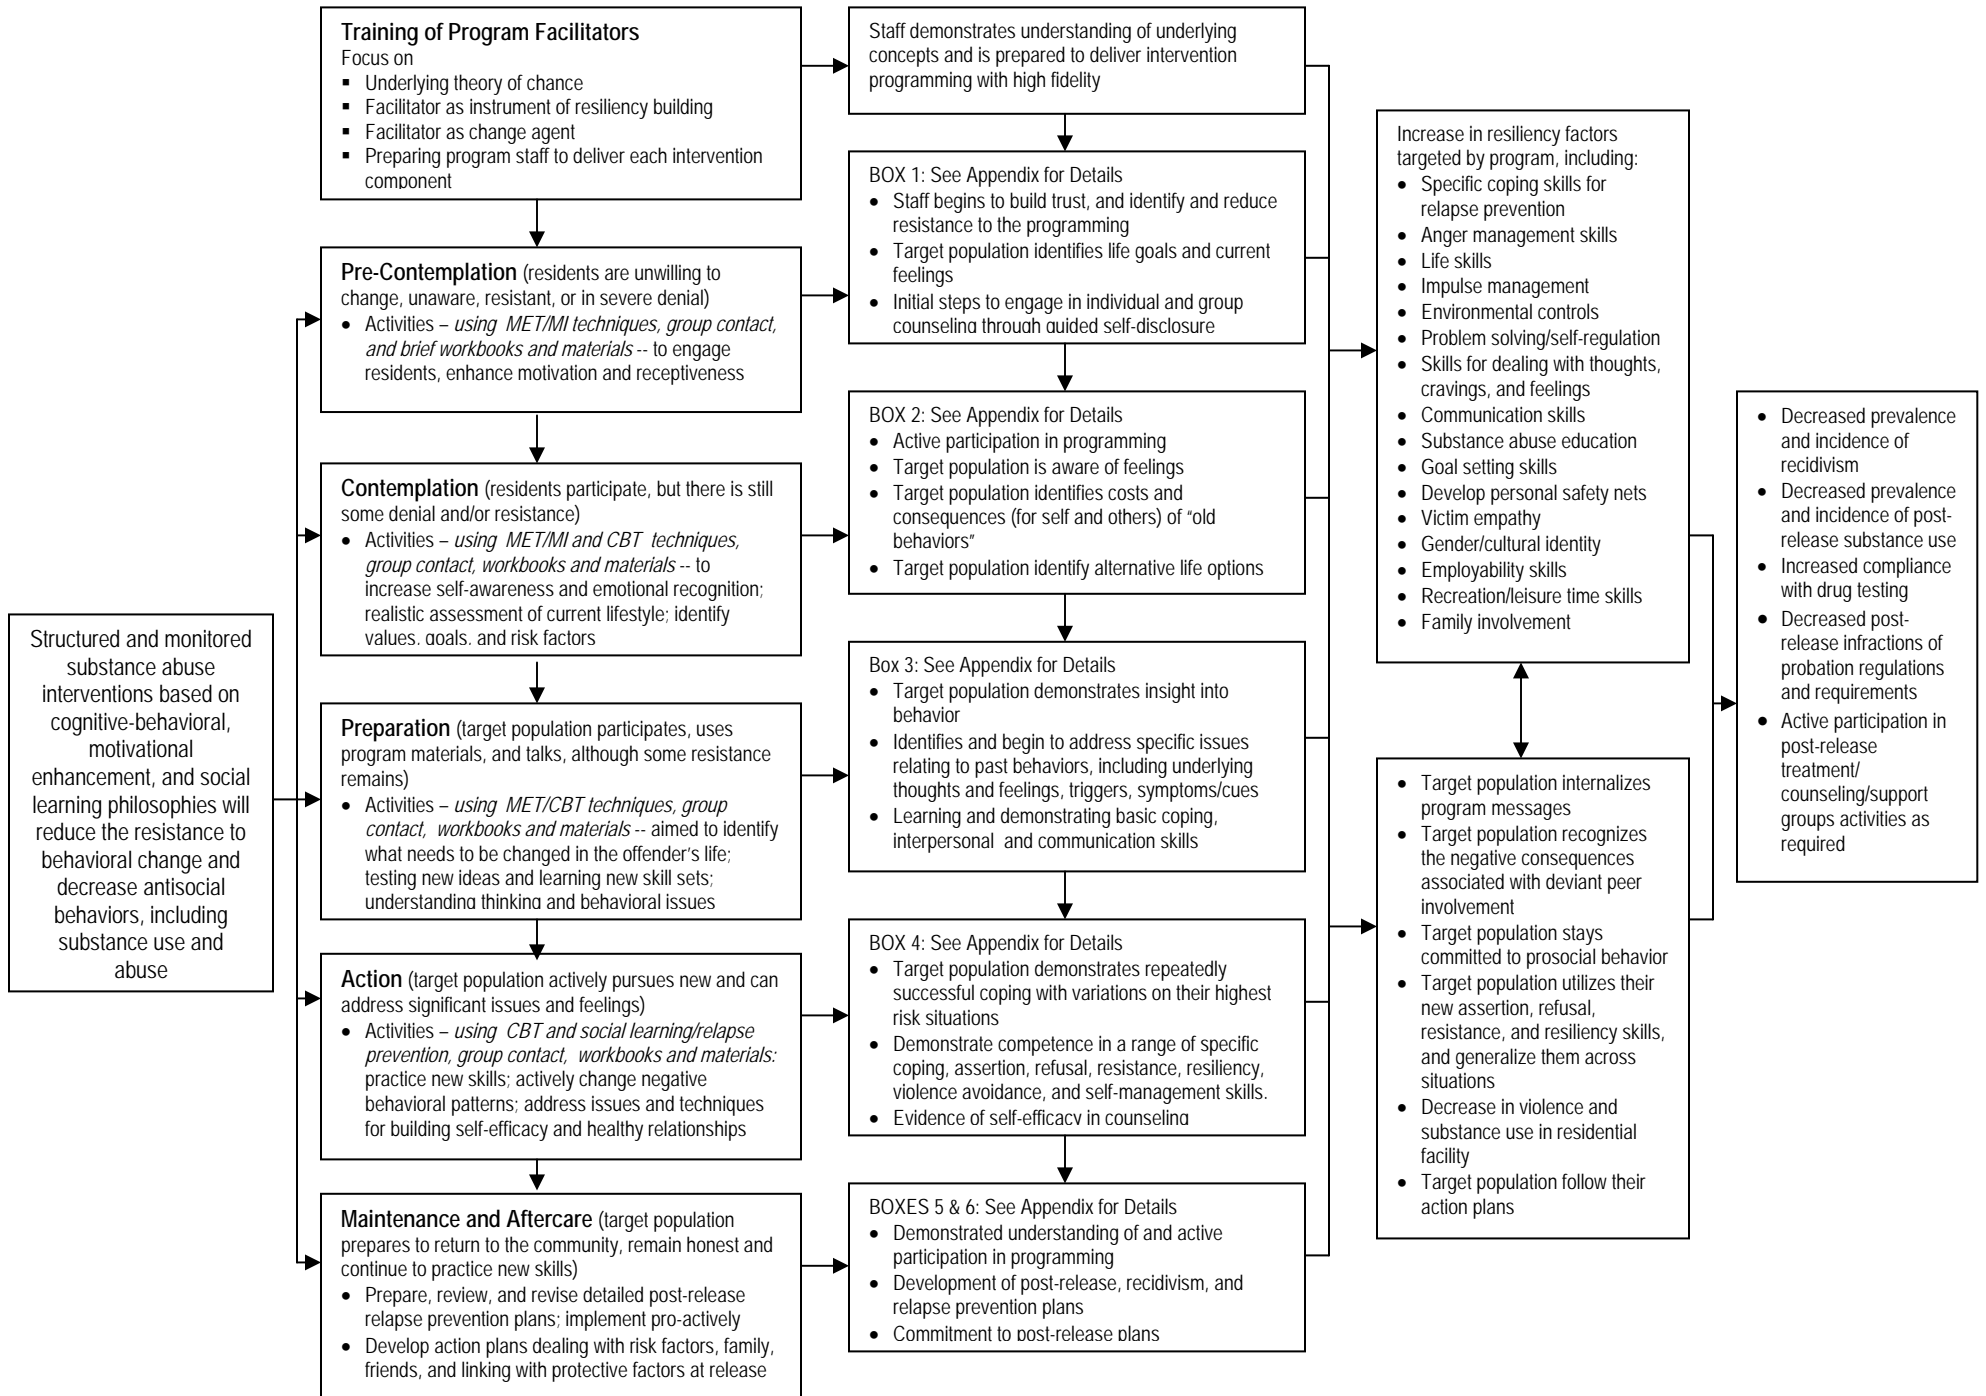 Structured and monitored
substance abuse
interventions based on
cognitive-behavioral,
motivational
enhancement, and social
learning philosophies will
reduce the resistance to
behavioral change and
decrease antisocial
behaviors, including
substance use and
abuse
Training of Program Facilitators
Focus on
▪ Underlying theory of chance
▪ Facilitator as instrument of resiliency building
▪ Facilitator as change agent
▪ Preparing program staff to deliver each intervention
component
Pre-Contemplation (residents are unwilling to
change, unaware, resistant, or in severe denial)
• Activities – using MET/MI techniques, group contact,
and brief workbooks and materials -- to engage
residents, enhance motivation and receptiveness
Contemplation (residents participate, but there is still
some denial and/or resistance)
• Activities – using MET/MI and CBT techniques,
group contact, workbooks and materials -- to
increase self-awareness and emotional recognition;
realistic assessment of current lifestyle; identify
values, goals, and risk factors
Preparation (target population participates, uses
program materials, and talks, although some resistance
remains)
• Activities – using MET/CBT techniques, group
contact, workbooks and materials -- aimed to identify
what needs to be changed in the offender's life;
testing new ideas and learning new skill sets;
understanding thinking and behavioral issues
Action (target population actively pursues new and can
address significant issues and feelings)
• Activities – using CBT and social learning/relapse
prevention, group contact, workbooks and materials:
practice new skills; actively change negative
behavioral patterns; address issues and techniques
for building self-efficacy and healthy relationships
Maintenance and Aftercare (target population
prepares to return to the community, remain honest and
continue to practice new skills)
• Prepare, review, and revise detailed post-release
relapse prevention plans; implement pro-actively
• Develop action plans dealing with risk factors, family,
friends, and linking with protective factors at release
Staff demonstrates understanding of underlying
concepts and is prepared to deliver intervention
programming with high fidelity
BOX 1: See Appendix for Details
• Staff begins to build trust, and identify and reduce
resistance to the programming
• Target population identifies life goals and current
feelings
• Initial steps to engage in individual and group
counseling through guided self-disclosure
BOX 2: See Appendix for Details
• Active participation in programming
• Target population is aware of feelings
• Target population identifies costs and
consequences (for self and others) of "old
behaviors"
• Target population identify alternative life options
Box 3: See Appendix for Details
• Target population demonstrates insight into
behavior
• Identifies and begin to address specific issues
relating to past behaviors, including underlying
thoughts and feelings, triggers, symptoms/cues
• Learning and demonstrating basic coping,
interpersonal and communication skills
BOX 4: See Appendix for Details
• Target population demonstrates repeatedly
successful coping with variations on their highest
risk situations
• Demonstrate competence in a range of specific
coping, assertion, refusal, resistance, resiliency,
violence avoidance, and self-management skills.
• Evidence of self-efficacy in counseling
BOXES 5 & 6: See Appendix for Details
• Demonstrated understanding of and active
participation in programming
• Development of post-release, recidivism, and
relapse prevention plans
• Commitment to post-release plans
Increase in resiliency factors
targeted by program, including:
• Specific coping skills for
relapse prevention
• Anger management skills
• Life skills
• Impulse management
• Environmental controls
• Problem solving/self-regulation
• Skills for dealing with thoughts,
cravings, and feelings
• Communication skills
• Substance abuse education
• Goal setting skills
• Develop personal safety nets
• Victim empathy
• Gender/cultural identity
• Employability skills
• Recreation/leisure time skills
• Family involvement
• Target population internalizes
program messages
• Target population recognizes
the negative consequences
associated with deviant peer
involvement
• Target population stays
committed to prosocial behavior
• Target population utilizes their
new assertion, refusal,
resistance, and resiliency skills,
and generalize them across
situations
• Decrease in violence and
substance use in residential
facility
• Target population follow their
action plans
• Decreased prevalence
and incidence of
recidivism
• Decreased prevalence
and incidence of post-
release substance use
• Increased compliance
with drug testing
• Decreased post-
release infractions of
probation regulations
and requirements
• Active participation in
post-release
treatment/
counseling/support
groups activities as
required